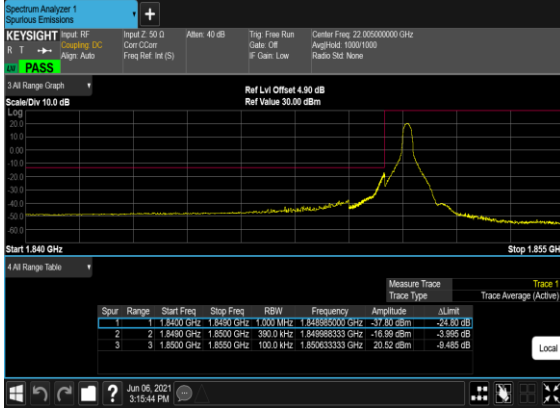 Spectrum Analyzer 1
Spurious Emissions
+
KEYSIGHT Input: RF Input Z: 50 Ω Atten: 40 dB Trig: Free Run Center Freq: 22.005000000 GHz
R T Coupling: DC Corr CCorr Gate: Off Avg|Hold: 1000/1000
Align: Auto Freq Ref: Int (S) IF Gain: Low Radio Std: None
LXI PASS
3.All Range Graph
Ref Lvl Offset 4.90 dB
Scale/Div 10.0 dB Ref Value 30.00 dBm
Log
20.0
10.0
0.00
-10.0
-20.0
-30.0
-40.0
-50.0
-60.0
Start 1.840 GHz Stop 1.855 GH
4.All Range Table
Measure Trace Trace 1
Trace Type Trace Average (Active)
Spur Range Start Freq Stop Freq RBW Frequency Amplitude ΔLimit
1 1 1.8400 GHz 1.8490 GHz 1.000 MHz 1.848985000 GHz -37.80 dBm -24.80 dB
2 2 1.8490 GHz 1.8500 GHz 390.0 kHz 1.849988333 GHz -16.99 dBm -3.995 dB
3 3 1.8500 GHz 1.8550 GHz 100.0 kHz 1.850633333 GHz 20.52 dBm -9.485 dB
Local
? Jun 06, 2021
3:15:44 PM